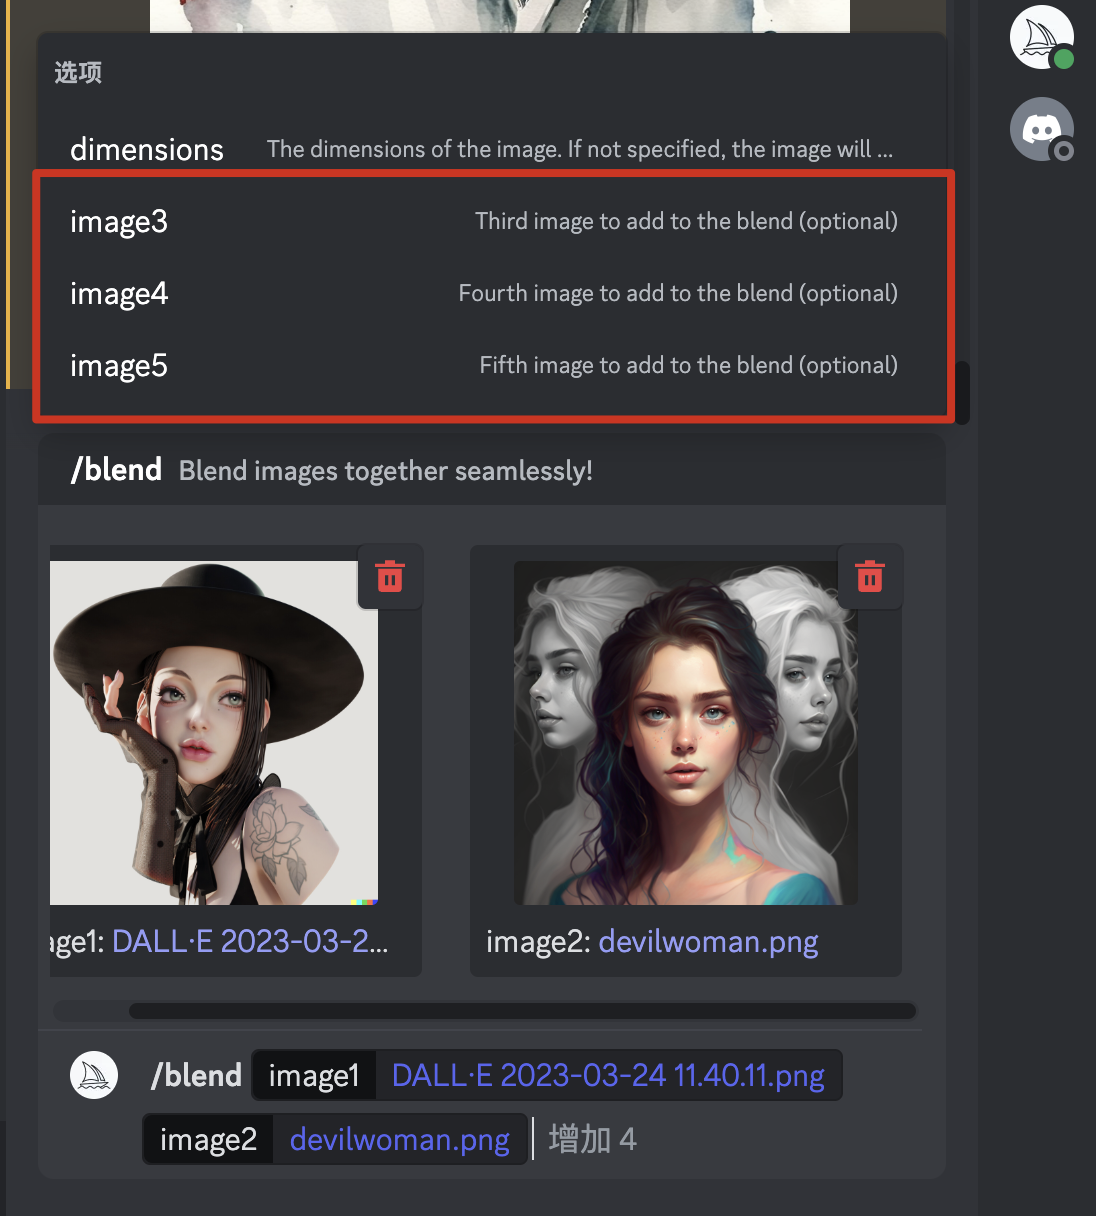 选项
dimensions The dimensions of the image. If not specified, the image will ...
image3 Third image to add to the blend (optional)
image4 Fourth image to add to the blend (optional)
image5 Fifth image to add to the blend (optional)
/blend Blend images together seamlessly!
age1: DALL·E 2023-03-2... image2: devilwoman.png
/blend image1 DALL·E 2023-03-24 11.40.11.png
image2 devilwoman.png 增加 4